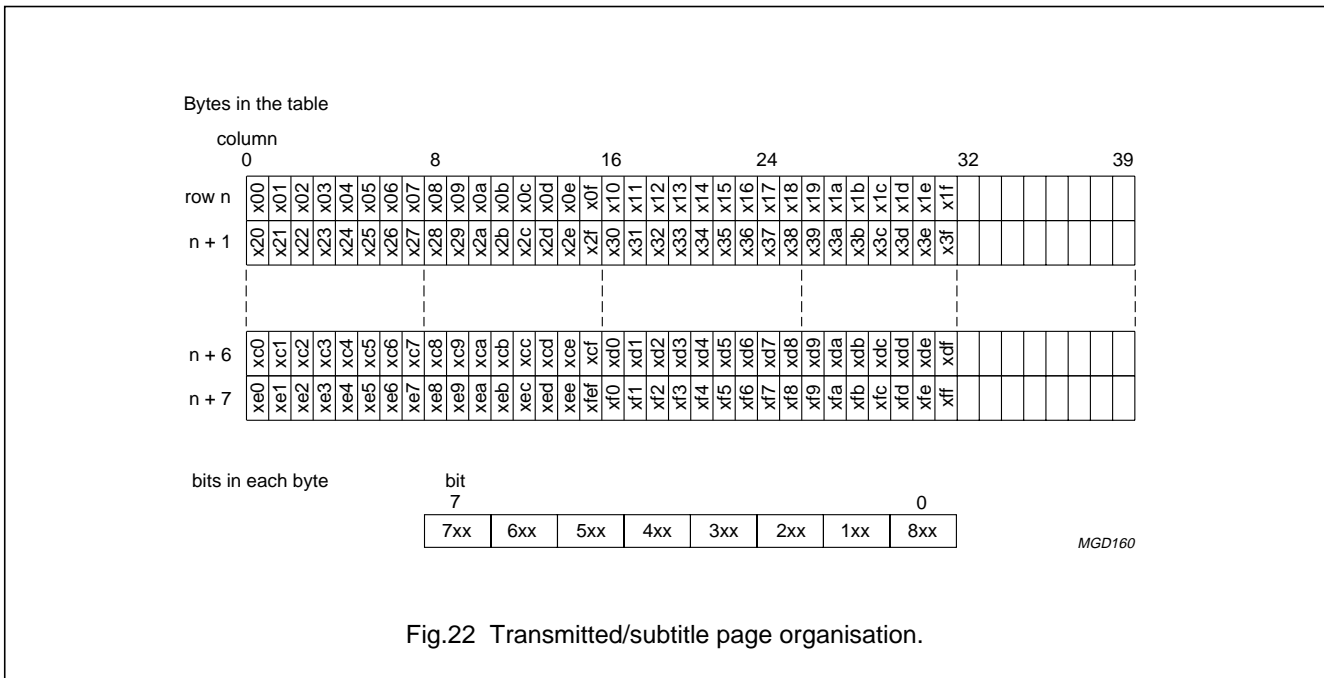 Bytes in the table
column
0 8 16 24 32 39
row n x00 x01 x02 x03 x04 x05 x06 x07 x08 x09 x0a x0b x0c x0d x0e x0f x10 x11 x12 x13 x14 x15 x16 x17 x18 x19 x1a x1b x1c x1d x1e x1f
n + 1 x20 x21 x22 x23 x24 x25 x26 x27 x28 x29 x2a x2b x2c x2d x2e x2f x30 x31 x32 x33 x34 x35 x36 x37 x38 x39 x3a x3b x3c x3d x3e x3f
n + 6 xc0 xc1 xc2 xc3 xc4 xc5 xc6 xc7 xc8 xc9 xca xcb xcc xcd xce xcf xd0 xd1 xd2 xd3 xd4 xd5 xd6 xd7 xd8 xd9 xda xdb xdc xdd xde xdf
n + 7 xe0 xe1 xe2 xe3 xe4 xe5 xe6 xe7 xe8 xe9 xea xeb xec xed xee xfef xf0 xf1 xf2 xf3 xf4 xf5 xf6 xf7 xf8 xf9 xfa xfb xfc xfd xfe xff
bits in each byte bit
7 0
7xx 6xx 5xx 4xx 3xx 2xx 1xx 8xx
MGD160
Fig.22 Transmitted/subtitle page organisation.